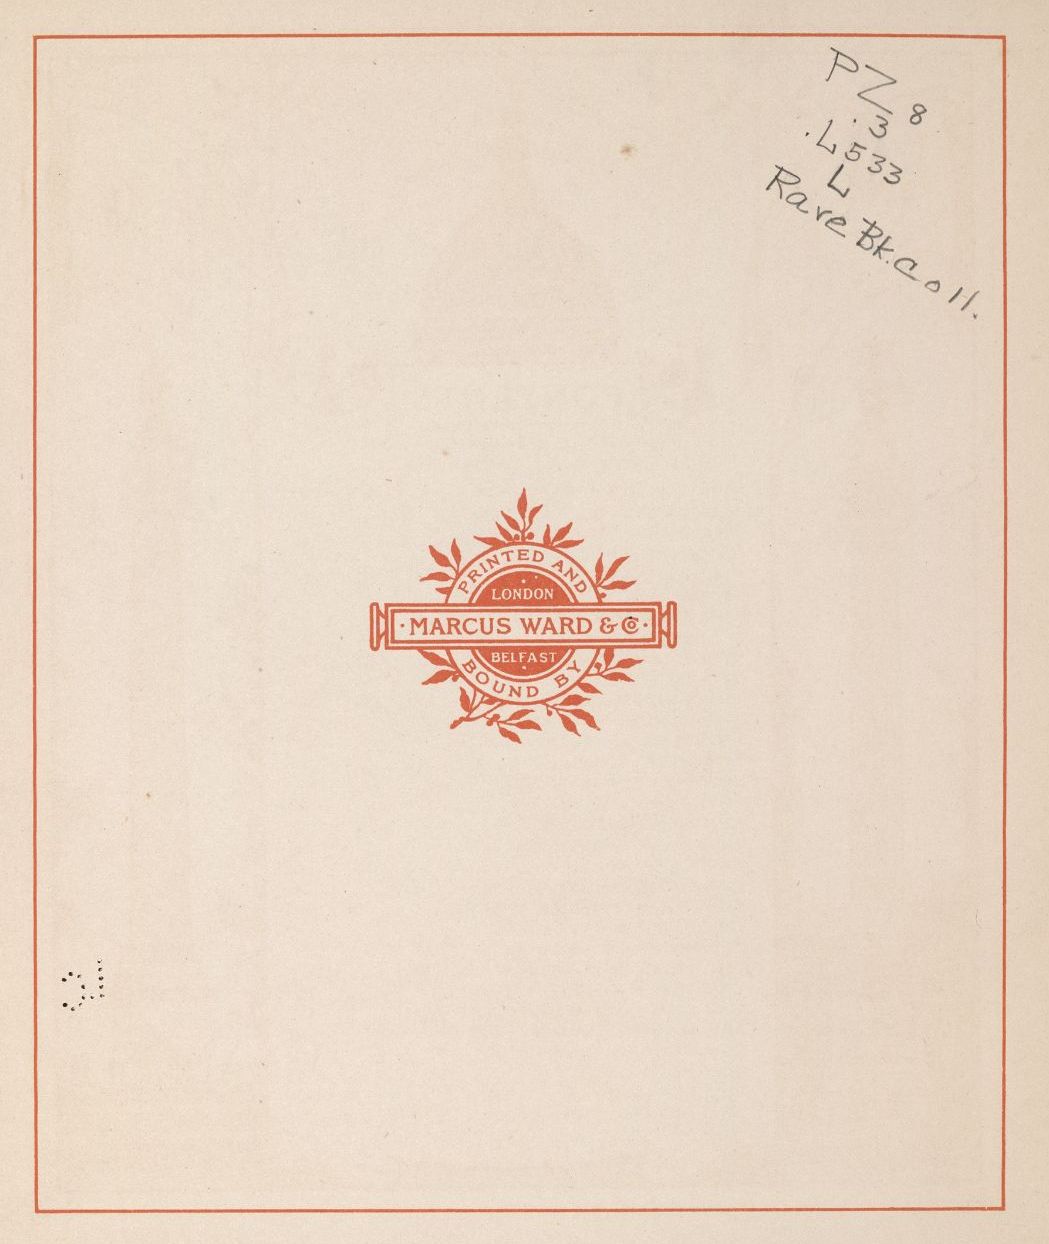 PZ8
.3
.L533
L
Rare Bk. Coll.
PRINTED AND
LONDON
· MARCUS WARD & Co ·
BELFAST
BOUND BY